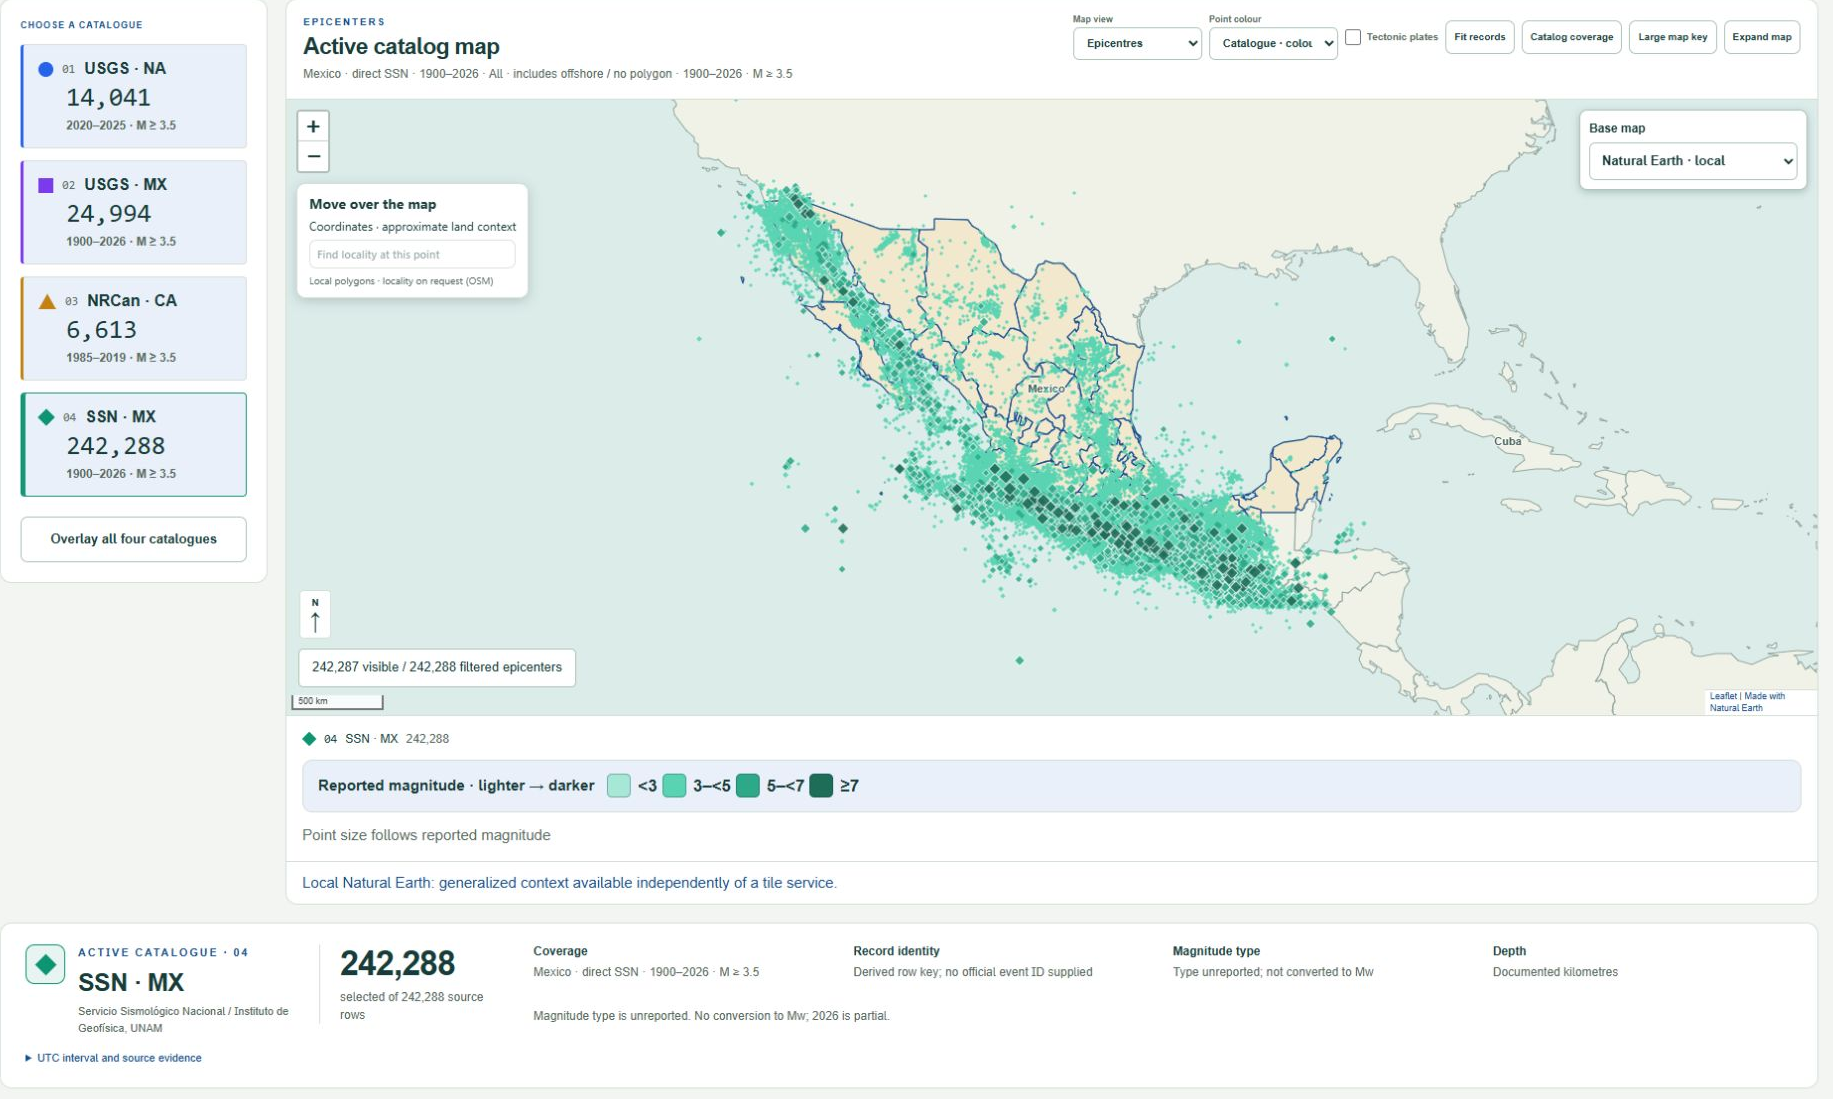 CHOOSE A CATALOGUE
01 USGS · NA
14,041
2020–2025 · M ≥ 3.5
02 USGS · MX
24,994
1900–2026 · M ≥ 3.5
03 NRCan · CA
6,613
1985–2019 · M ≥ 3.5
04 SSN · MX
242,288
1900–2026 · M ≥ 3.5
Overlay all four catalogues
EPICENTERS
Active catalog map
Mexico · direct SSN · 1900–2026 · All · includes offshore / no polygon · 1900–2026 · M ≥ 3.5
Map view
Epicentres
Point colour
Catalogue · colou
Tectonic plates
Fit records
Catalog coverage
Large map key
Expand map
+
−
Move over the map
Coordinates · approximate land context
Find locality at this point
Local polygons · locality on request (OSM)
Base map
Natural Earth · local
Mexico
Cuba
N
242,287 visible / 242,288 filtered epicenters
500 km
Leaflet | Made with
Natural Earth
04 SSN · MX 242,288
Reported magnitude · lighter → darker <3 3–<5 5–<7 ≥7
Point size follows reported magnitude
Local Natural Earth: generalized context available independently of a tile service.
ACTIVE CATALOGUE · 04
SSN · MX
Servicio Sismológico Nacional / Instituto de
Geofísica, UNAM
UTC interval and source evidence
242,288
selected of 242,288 source
rows
Coverage
Mexico · direct SSN · 1900–2026 · M ≥ 3.5
Record identity
Derived row key; no official event ID supplied
Magnitude type
Type unreported; not converted to Mw
Depth
Documented kilometres
Magnitude type is unreported. No conversion to Mw; 2026 is partial.